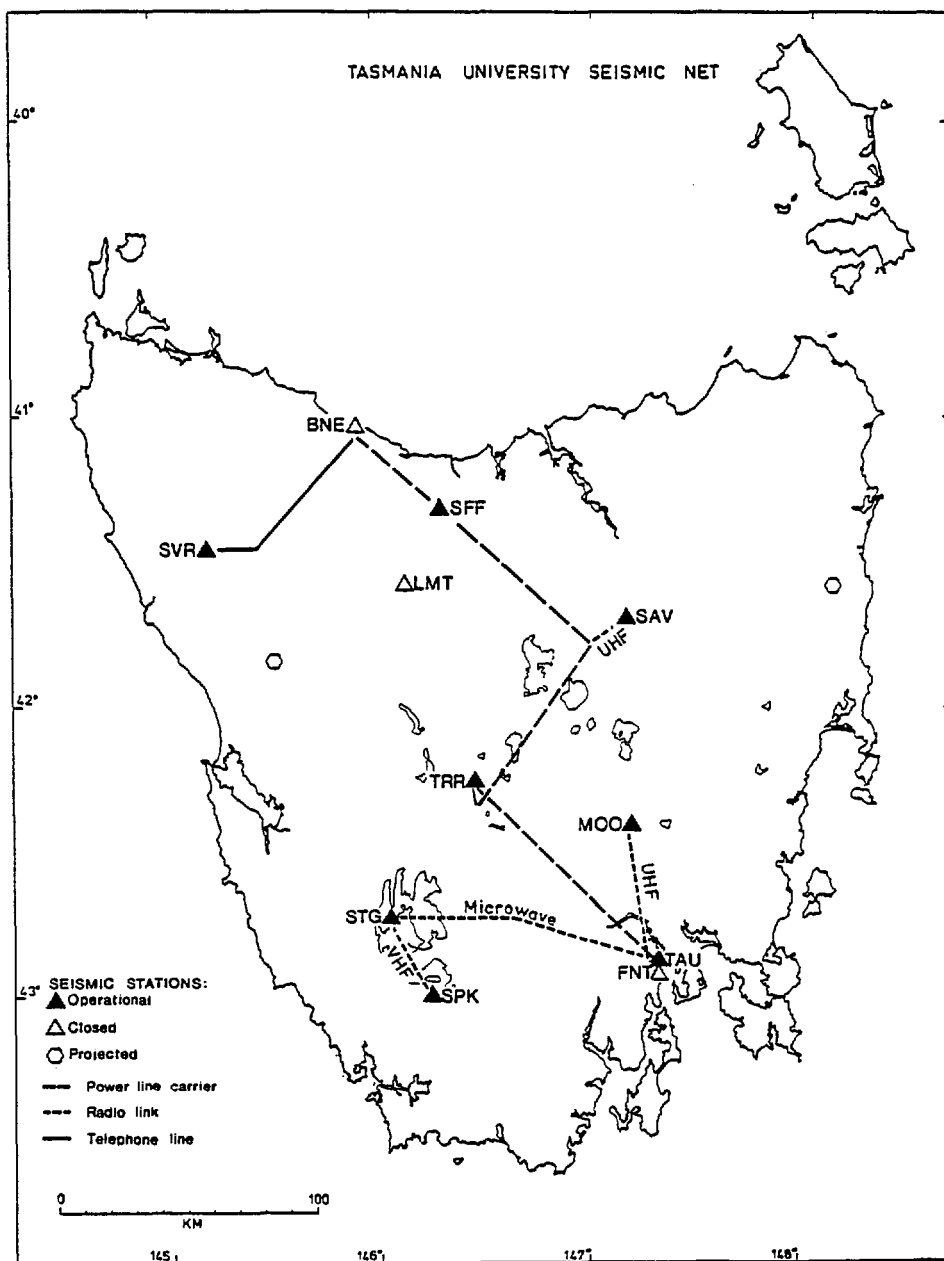 TASMANIA UNIVERSITY SEISMIC NET
40°
41°
BNE
SFF
SVR
LMT
SAV
UHF
42°
TRR
MOO
UHF
STG
Microwave
VHF
TAU
FNT
SPK
43°
SEISMIC STATIONS:
Operational
Closed
Projected
Power line carrier
Radio link
Telephone line
0 100
KM
145° 146° 147° 148°